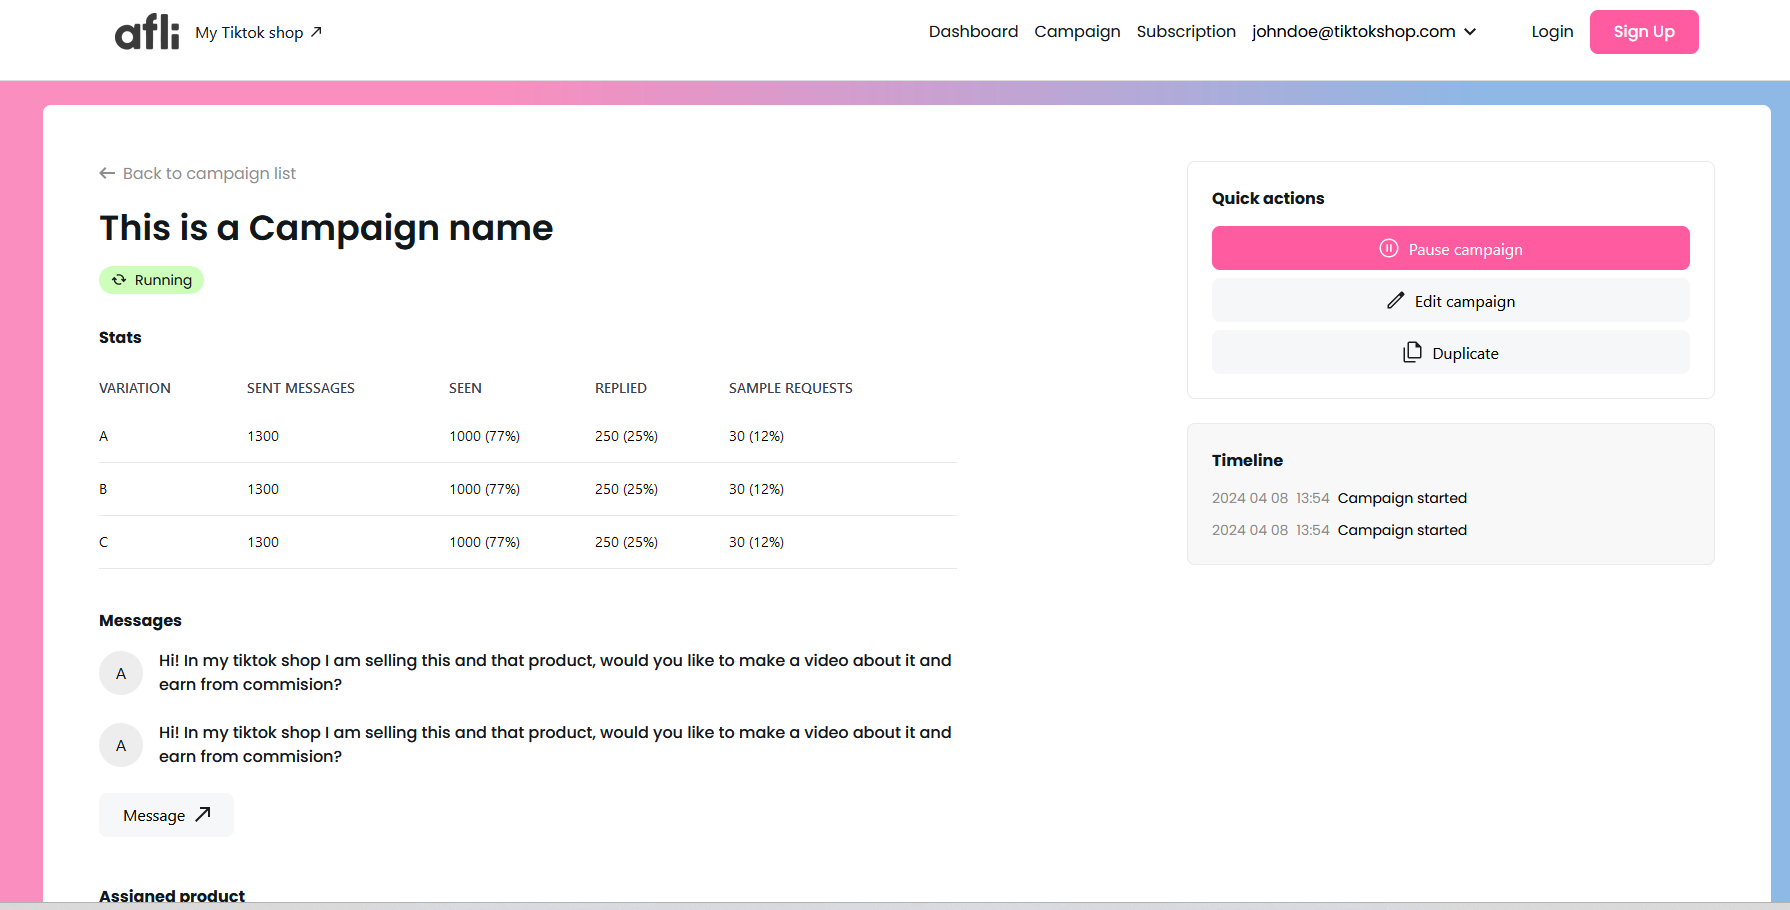 afli My Tiktok shop Dashboard Campaign Subscription johndoe@tiktokshop.com Login Sign Up
Back to campaign list
This is a Campaign name
Running
Stats
VARIATION SENT MESSAGES SEEN REPLIED SAMPLE REQUESTS
A 1300 1000 (77%) 250 (25%) 30 (12%)
B 1300 1000 (77%) 250 (25%) 30 (12%)
C 1300 1000 (77%) 250 (25%) 30 (12%)
Messages
A
Hi! In my tiktok shop I am selling this and that product, would you like to make a video about it and
earn from commision?
A
Hi! In my tiktok shop I am selling this and that product, would you like to make a video about it and
earn from commision?
Message
Assigned product
Quick actions
Pause campaign
Edit campaign
Duplicate
Timeline
2024 04 08 13:54 Campaign started
2024 04 08 13:54 Campaign started